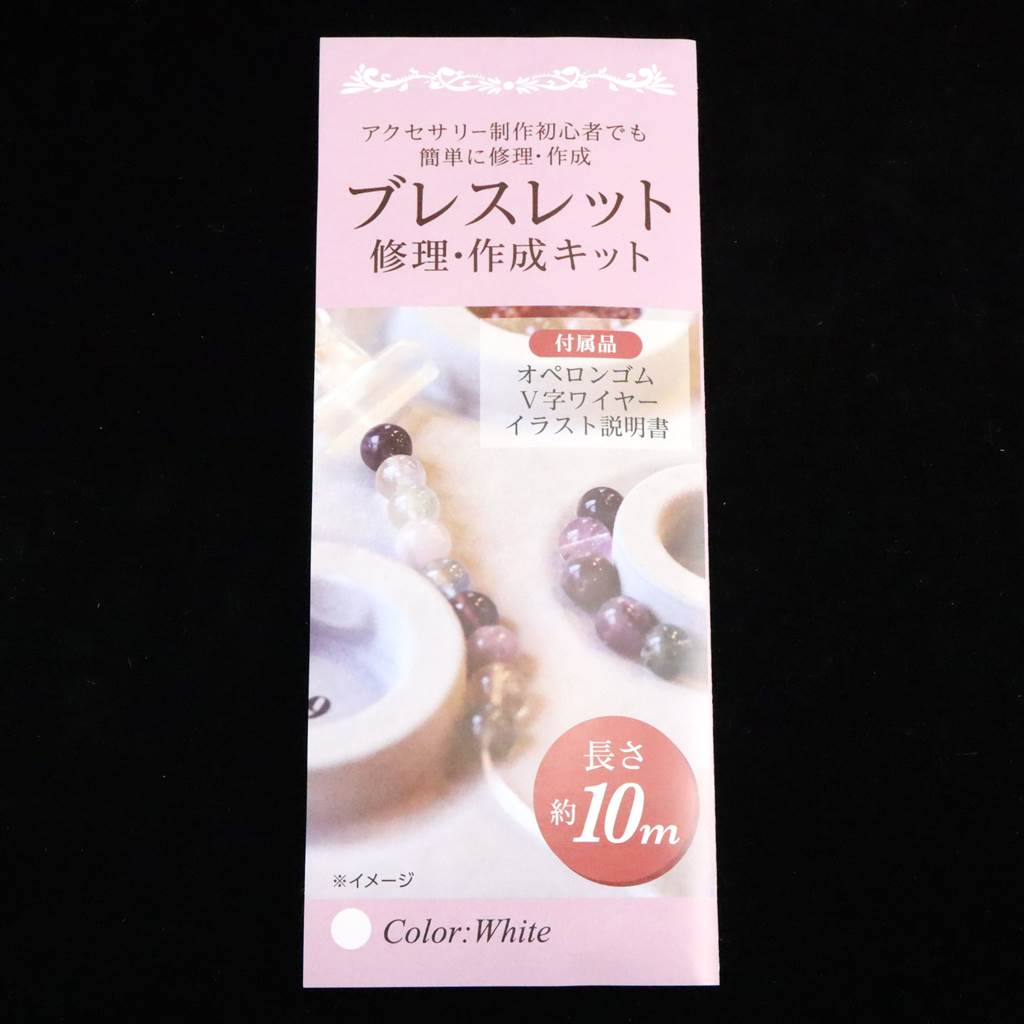 アクセサリー制作初心者でも
簡単に修理・作成
ブレスレット
修理・作成キット
付属品
オペロンゴム
V字ワイヤー
イラスト説明書
9
長さ
約10m
※イメージ
Color:White